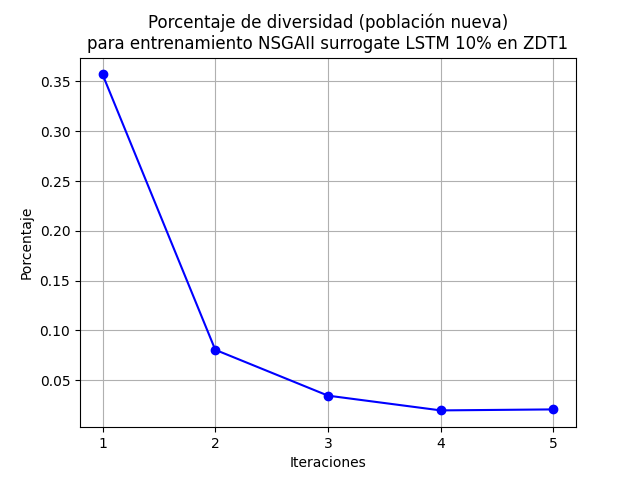 Porcentaje de diversidad (población nueva)
para entrenamiento NSGAII surrogate LSTM 10% en ZDT1
Porcentaje
0.35
0.30
0.25
0.20
0.15
0.10
0.05
1 2 3 4 5
Iteraciones